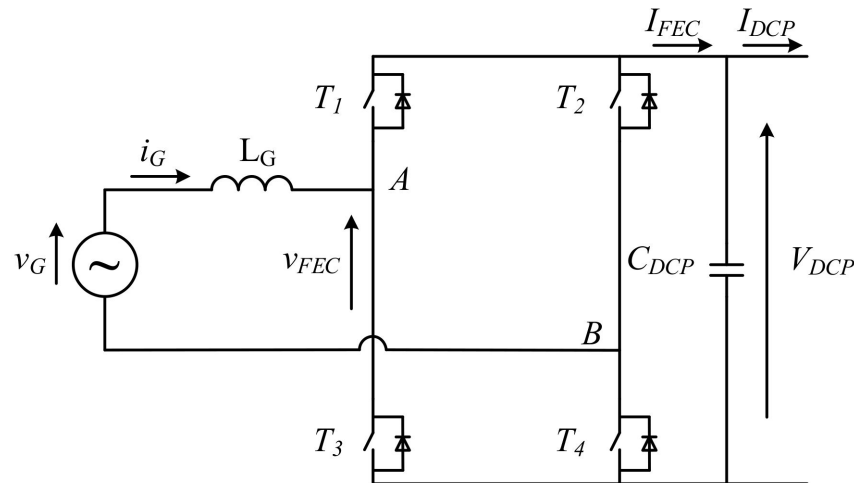 I_FEC I_DCP
T_1 T_2
i_G L_G
A
v_G ~ v_FEC C_DCP V_DCP
B
T_3 T_4